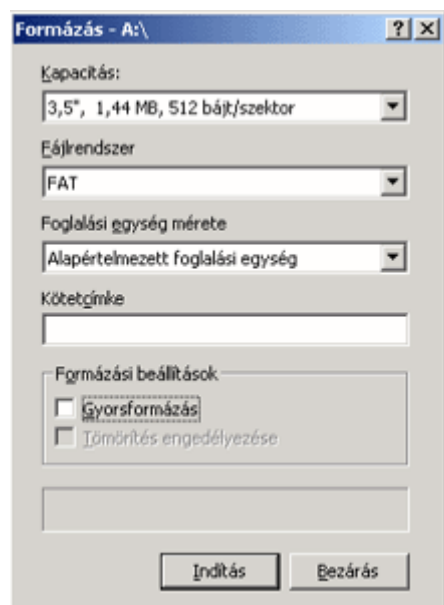 Formázás - A:\
Kapacitás:
3,5", 1,44 MB, 512 bájt/szektor
Fájlrendszer
FAT
Foglalási egység mérete
Alapértelmezett foglalási egység
Kötetcímke
Formázási beállítások
Gyorsformázás
Tömörítés engedélyezése
Indítás Bezárás